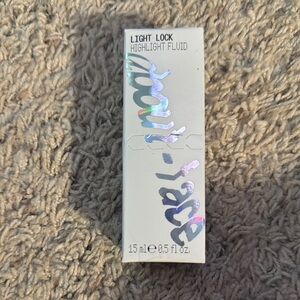 LIGHT LOCK
HIGHLIGHT FLUID
about-face
15 ml℮0.5 fl oz.